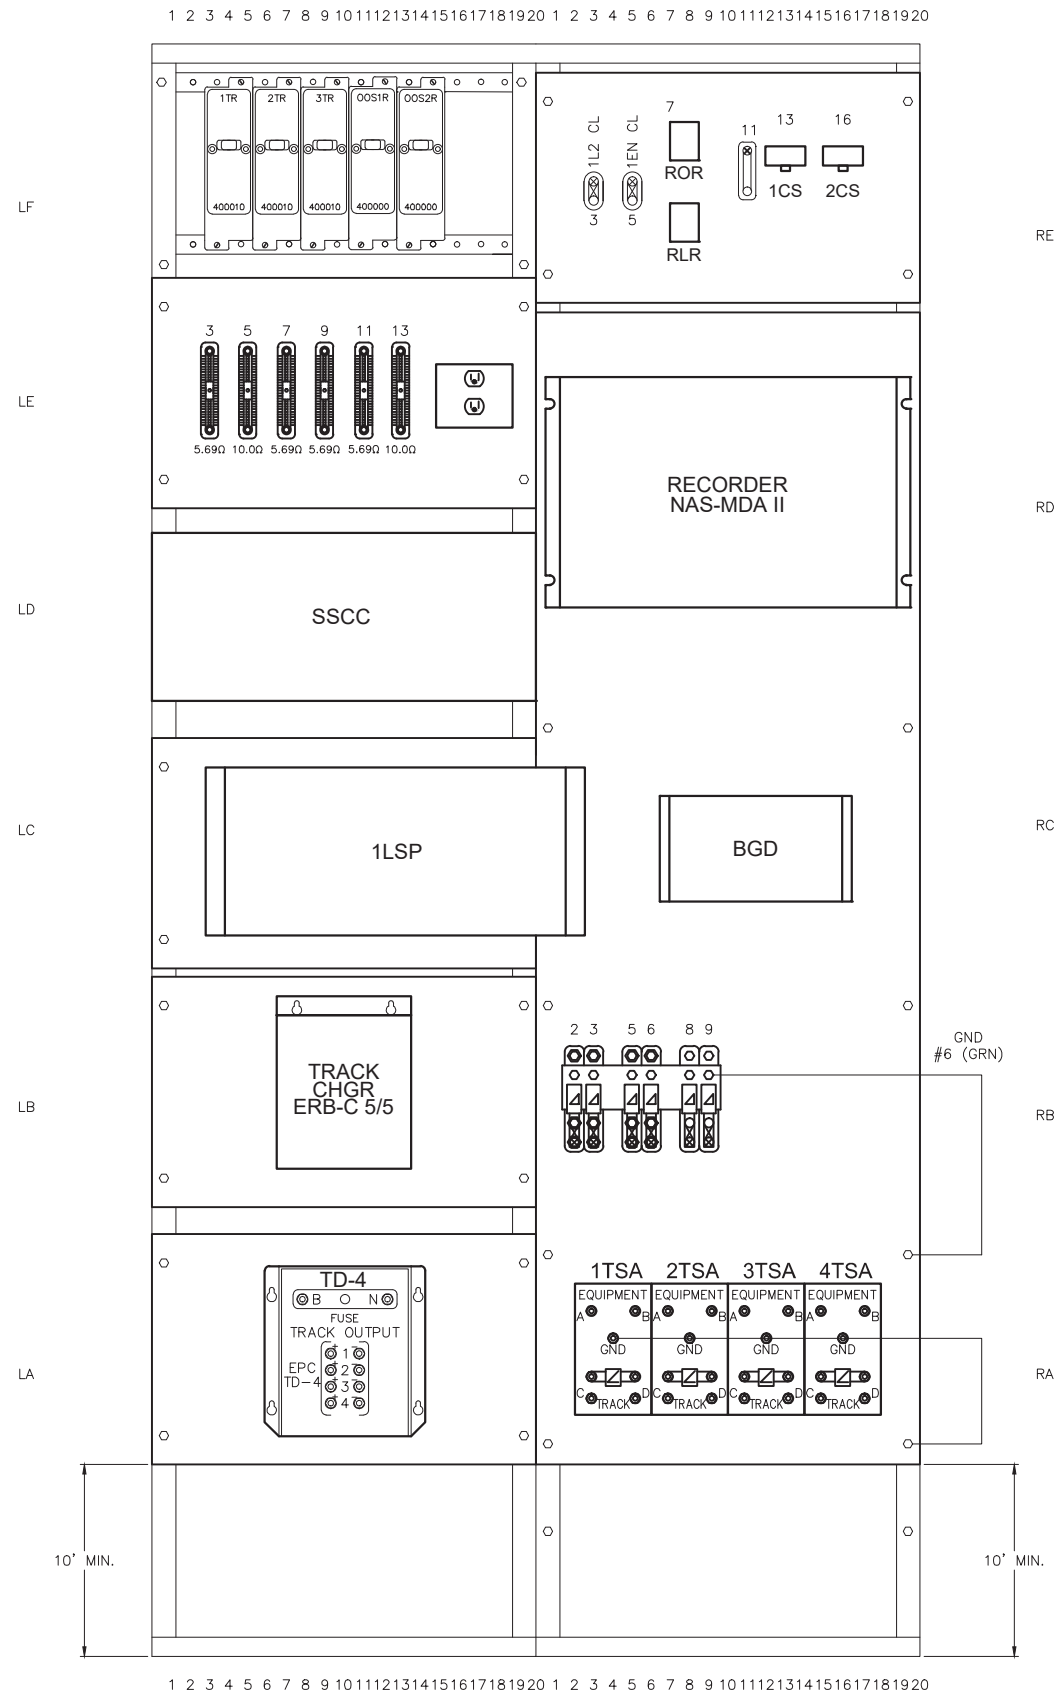 1 2 3 4 5 6 7 8 9 10 11 12 13 14 15 16 17 18 19 20 1 2 3 4 5 6 7 8 9 10 11 12 13 14 15 16 17 18 19 20
1TR 2TR 3TR OOS1R OOS2R
400010 400010 400010 400000 400000
LF
1L2 CL
3
1EN CL
5
7
ROR
RLR
11
13
1CS
16
2CS
RE
3 5 7 9 11 13
5.69Ω 10.0Ω 5.69Ω 5.69Ω 5.69Ω 10.0Ω
LE
RECORDER
NAS-MDA II
RD
LD
SSCC
LC
1LSP
BGD
RC
2 3 5 6 8 9
GND
#6 (GRN)
LB
TRACK
CHGR
ERB-C 5/5
RB
TD-4
B N
FUSE
TRACK OUTPUT
EPC
TD-4
+ 1 -
+ 2 -
+ 3 -
+ 4 -
LA
1TSA 2TSA 3TSA 4TSA
EQUIPMENT EQUIPMENT EQUIPMENT EQUIPMENT
A B A B A B A B
GND GND GND GND
C D C D C D C D
TRACK TRACK TRACK TRACK
RA
10' MIN.
10' MIN.
1 2 3 4 5 6 7 8 9 10 11 12 13 14 15 16 17 18 19 20 1 2 3 4 5 6 7 8 9 10 11 12 13 14 15 16 17 18 19 20